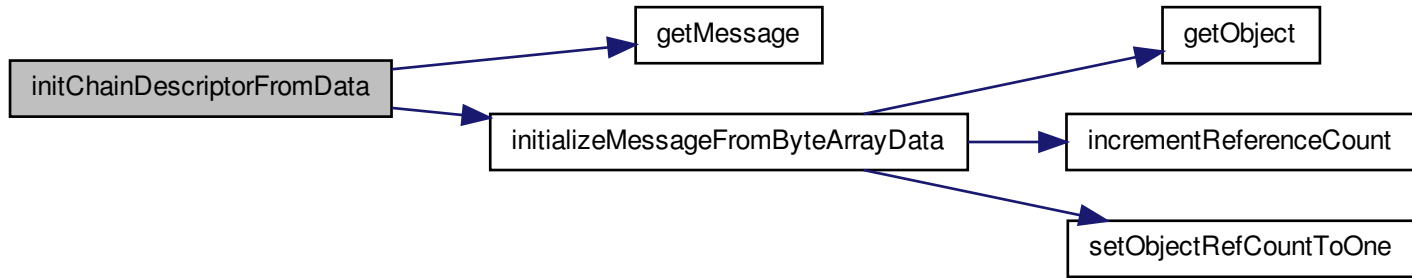 initChainDescriptorFromData
getMessage
initializeMessageFromByteArrayData
getObject
incrementReferenceCount
setObjectRefCountToOne